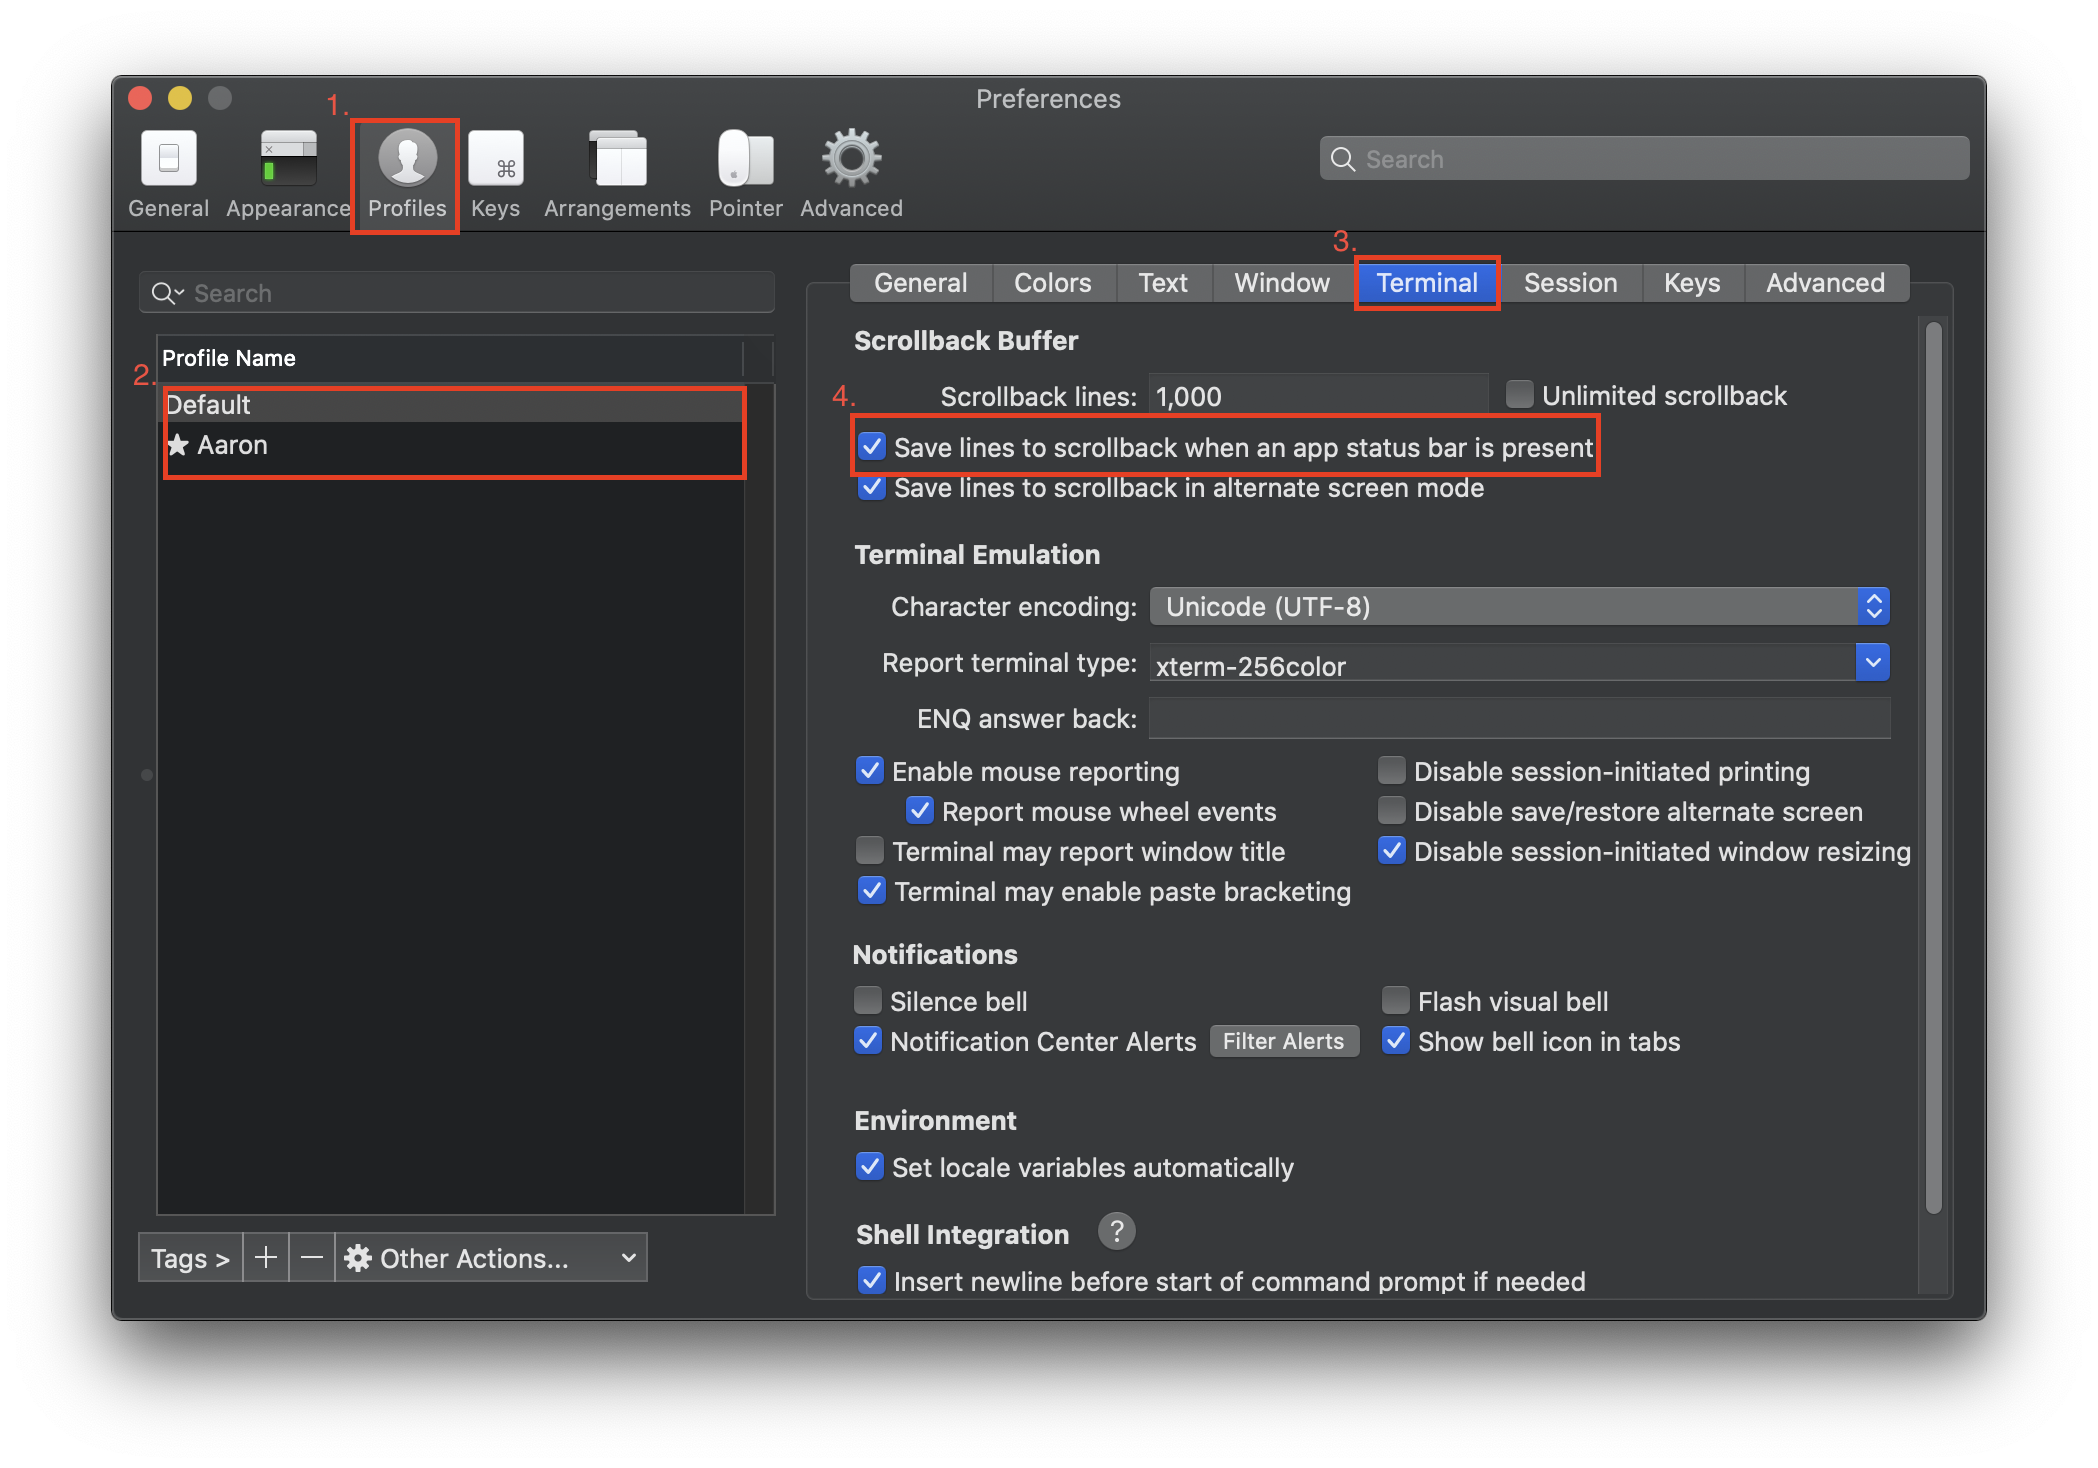 Preferences
1.
General Appearance Profiles Keys Arrangements Pointer Advanced
Search
Search
Profile Name
2.
Default
Aaron
Tags > + — Other Actions...
3.
General Colors Text Window Terminal Session Keys Advanced
Scrollback Buffer
4.
Scrollback lines: 1,000 Unlimited scrollback
Save lines to scrollback when an app status bar is present
Save lines to scrollback in alternate screen mode
Terminal Emulation
Character encoding: Unicode (UTF-8)
Report terminal type: xterm-256color
ENQ answer back:
Enable mouse reporting Disable session-initiated printing
Report mouse wheel events Disable save/restore alternate screen
Terminal may report window title Disable session-initiated window resizing
Terminal may enable paste bracketing
Notifications
Silence bell Flash visual bell
Notification Center Alerts Filter Alerts Show bell icon in tabs
Environment
Set locale variables automatically
Shell Integration ?
Insert newline before start of command prompt if needed